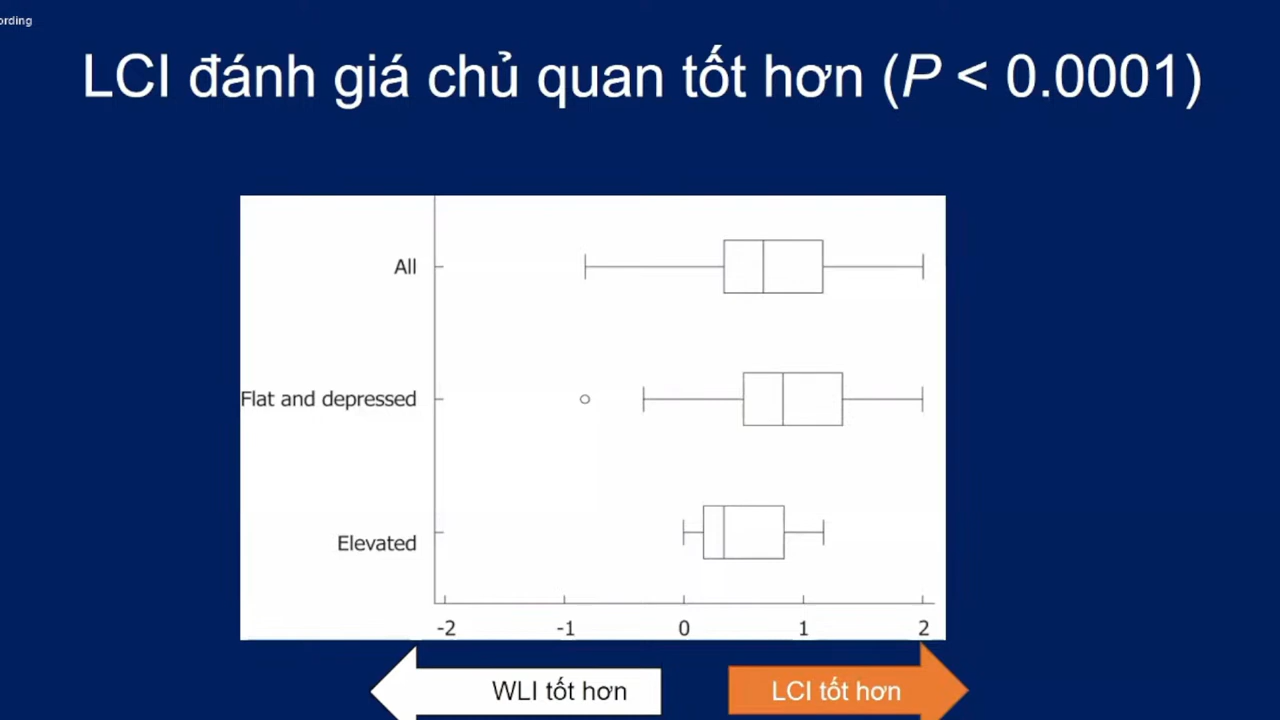 LCI đánh giá chủ quan tốt hơn (P < 0.0001)
All
Flat and depressed
Elevated
-2 -1 0 1 2
WLI tốt hơn
LCI tốt hơn